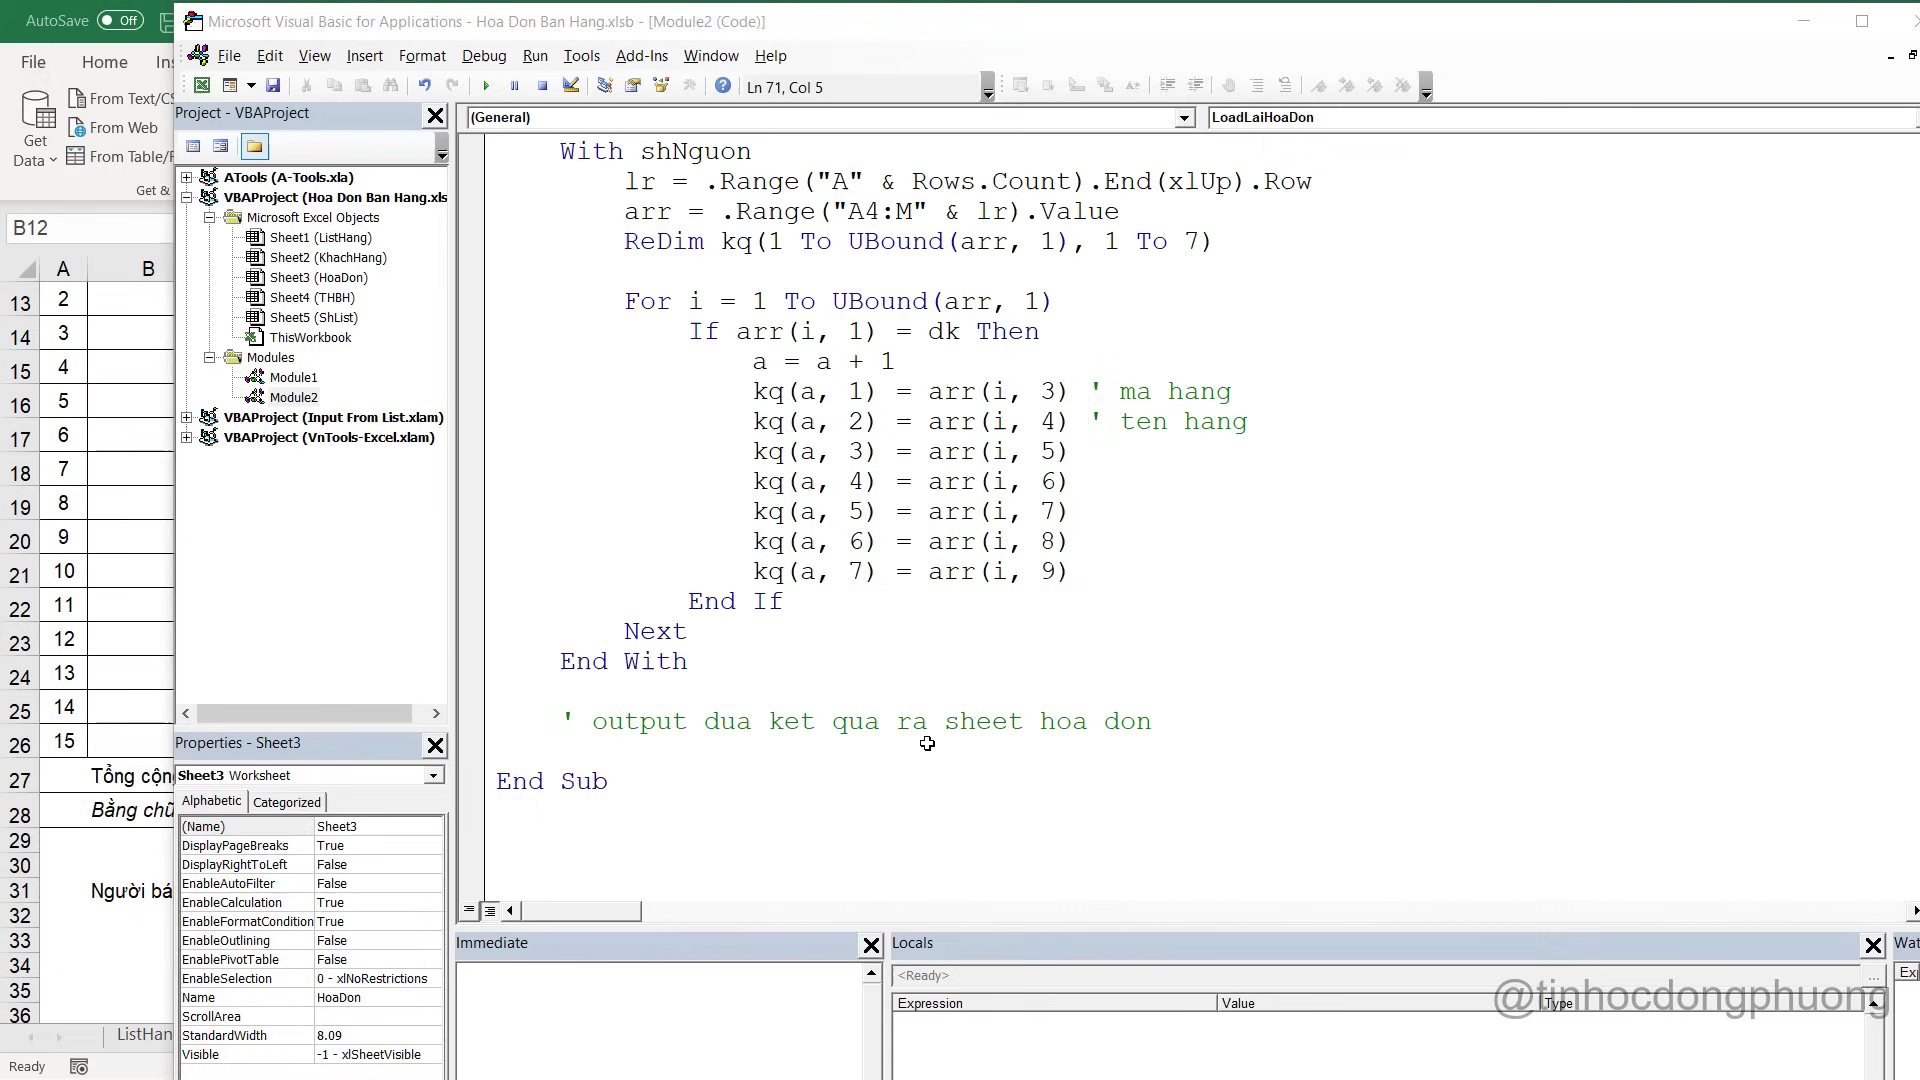 AutoSave Off
Microsoft Visual Basic for Applications - Hoa Don Ban Hang.xlsb - [Module2 (Code)]
File Edit View Insert Format Debug Run Tools Add-Ins Window Help
File Home Ins
Ln 71, Col 5
Get Data
From Text/CS
From Web
From Table/R
Get &
Project - VBAProject
(General)
LoadLaiHoaDon
ATools (A-Tools.xla)
VBAProject (Hoa Don Ban Hang.xls
Microsoft Excel Objects
Sheet1 (ListHang)
Sheet2 (KhachHang)
Sheet3 (HoaDon)
Sheet4 (THBH)
Sheet5 (ShList)
ThisWorkbook
Modules
Module1
Module2
VBAProject (Input From List.xlam)
VBAProject (VnTools-Excel.xlam)
With shNguon
lr = .Range("A" & Rows.Count).End(xlUp).Row
arr = .Range("A4:M" & lr).Value
ReDim kq(1 To UBound(arr, 1), 1 To 7)
For i = 1 To UBound(arr, 1)
If arr(i, 1) = dk Then
a = a + 1
kq(a, 1) = arr(i, 3) ' ma hang
kq(a, 2) = arr(i, 4) ' ten hang
kq(a, 3) = arr(i, 5)
kq(a, 4) = arr(i, 6)
kq(a, 5) = arr(i, 7)
kq(a, 6) = arr(i, 8)
kq(a, 7) = arr(i, 9)
End If
Next
End With
' output dua ket qua ra sheet hoa don
End Sub
B12
A B
13 2
14 3
15 4
16 5
17 6
18 7
19 8
20 9
21 10
22 11
23 12
24 13
25 14
26 15
27 Tổng cộn
28 Bằng chữ
29
30
31 Người bá
32
33
34
35
36
ListHan
Ready
Properties - Sheet3
Sheet3 Worksheet
Alphabetic Categorized
(Name) Sheet3
DisplayPageBreaks True
DisplayRightToLeft False
EnableAutoFilter False
EnableCalculation True
EnableFormatCondition True
EnableOutlining False
EnablePivotTable False
EnableSelection 0 - xlNoRestrictions
Name HoaDon
ScrollArea
StandardWidth 8.09
Visible -1 - xlSheetVisible
Immediate
Locals
<Ready>
...
Expression Value Type
Wat
Ex
@tinhocdongphuong